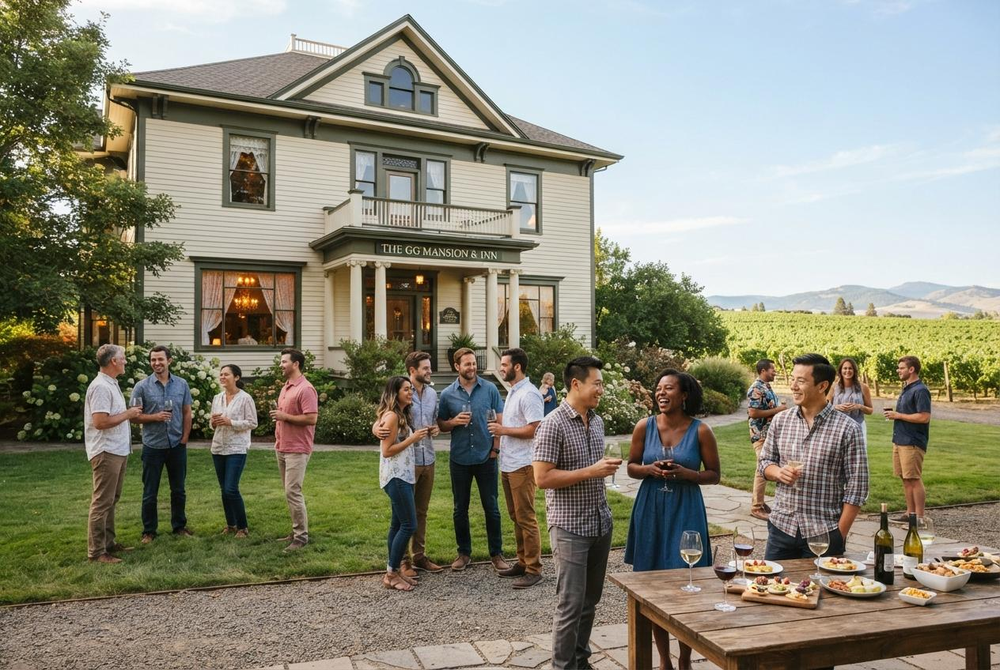 THE GG MANSION & INN